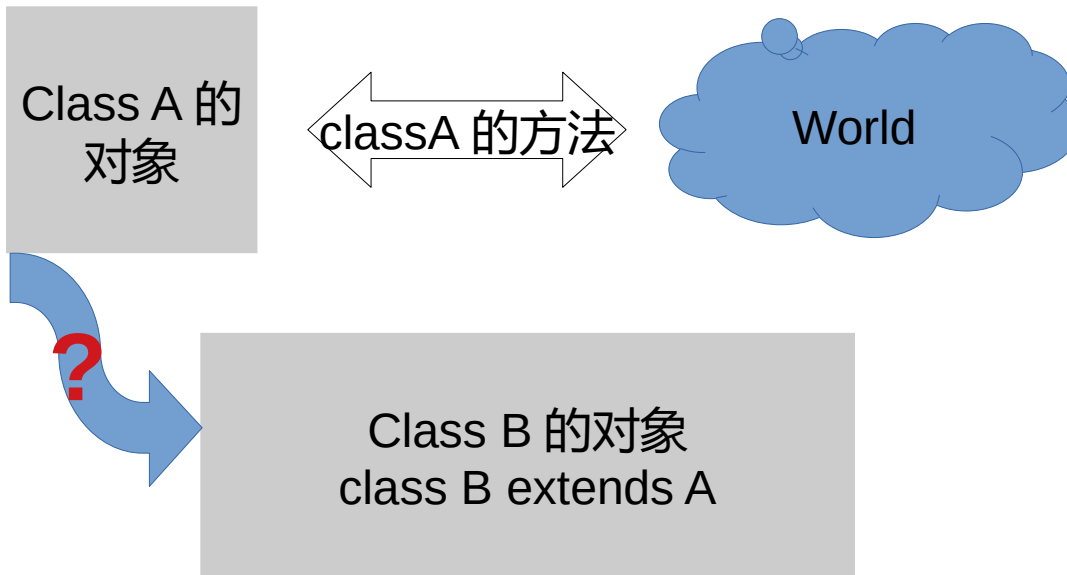 Class A 的
对象
classA 的方法
World
?
Class B 的对象
class B extends A